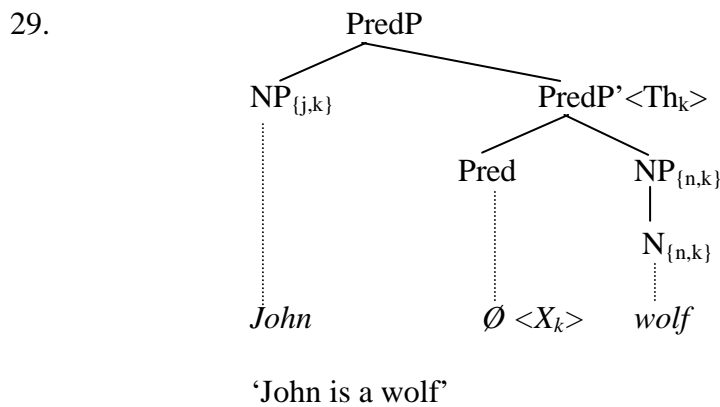 29. PredP
NP{j,k} PredP’<Thk>
Pred NP{n,k}
N{n,k}
John Ø <Xk> wolf
‘John is a wolf’